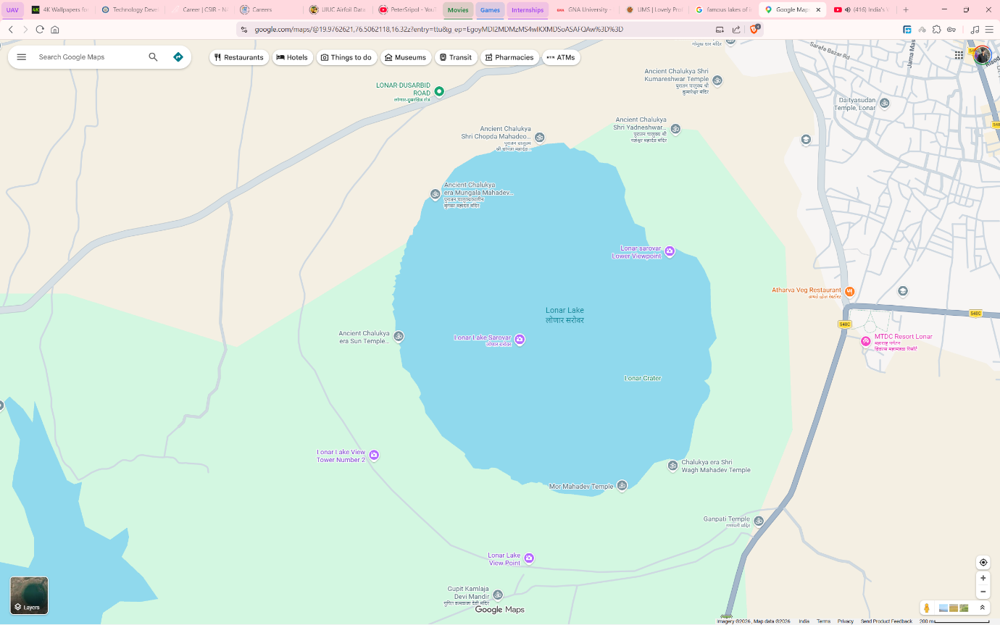 UAV
4K Wallpapers fo
Technology Deve
Career | CSIR - NA
Careers
UIUC Airfoil Data
PeterSripol - YouT
Movies
Games
Internships
GNA University -
UMS | Lovely Prof
famous lakes of i
Google Maps
(416) India's
google.com/maps/@19.9762621,76.5062118,16.32z?entry=ttu&g_ep=EgoyMDI2MDMzMS4wIKXMDSoASAFQAw%3D%3D
Search Google Maps
Restaurants
Hotels
Things to do
Museums
Transit
Pharmacies
ATMs
Sarafa Bazar Rd
Ancient Chalukya Shri
Kumareshwar Temple
पुरातन चालुक्य श्री
कुमारेश्वर मंदिर
LONAR-DUSARBID
ROAD
लोणार-दुसरबिड रोड
Daityasudan
Temple, Lonar
Ancient Chalukya
Shri Yadneshwar...
पुरातन चालुक्य श्री
Ancient Chalukya
Shri Chopda Mahadeo...
पुरातन चालुक्य
श्री चोपडा महादेव...
Ancient Chalukya
era Mungala Mahadev...
पुरातन चालुक्यकालीन
मुंगळा महादेव मंदिर
Lonar sarovar
Lower Viewpoint
Atharva Veg Restaurant
अथर्व व्हेज रेस्टॉरंट
Lonar Lake
लोणार सरोवर
548C
548C
Ancient Chalukya
era Sun Temple...
Lonar Lake Sarovar
लोणार सरोवर
MTDC Resort Lonar
महाराष्ट्र पर्यटन
विकास महामंडळ रिसॉर्ट
Lonar Crater
Lonar Lake View
Tower Number 2
Chalukya era Shri
Wagh Mahadev Temple
Mor Mahadev Temple
Ganpati Temple
गणपती मंदिर
Lonar Lake
View Point
Gupit Kamlaja
Devi Mandir
गुपित कमळजा देवी मंदिर
Layers
Google Maps
Imagery ©2026 , Map data ©2026
India
Terms
Privacy
Send Product Feedback
200 m